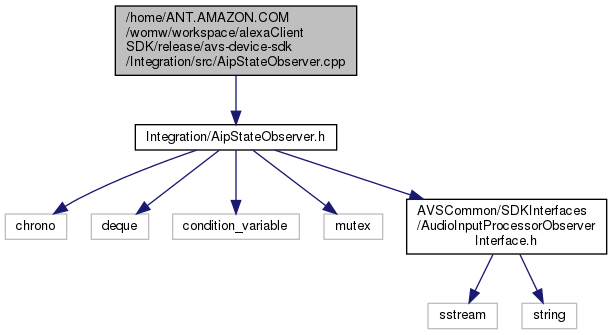 /home/ANT.AMAZON.COM
/womw/workspace/alexaClient
SDK/release/avs-device-sdk
/Integration/src/AipStateObserver.cpp
Integration/AipStateObserver.h
chrono
deque
condition_variable
mutex
AVSCommon/SDKInterfaces
/AudioInputProcessorObserver
Interface.h
sstream
string